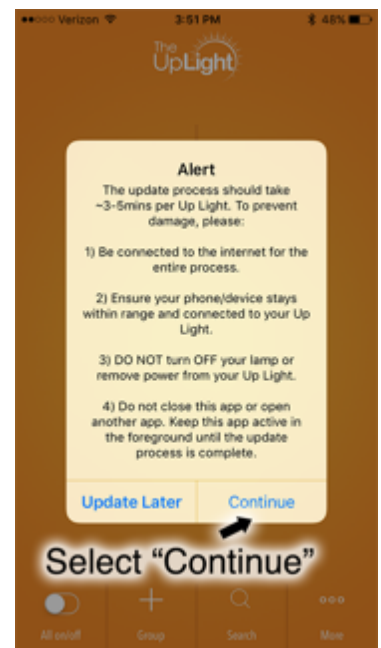 Verizon 3:51 PM 48%
The
UpLight
Alert
The update process should take
~3-5mins per Up Light. To prevent
damage, please:
1) Be connected to the internet for the
entire process.
2) Ensure your phone/device stays
within range and connected to your Up
Light.
3) DO NOT turn OFF your lamp or
remove power from your Up Light.
4) Do not close this app or open
another app. Keep this app active in
the foreground until the update
process is complete.
Update Later Continue
Select “Continue”
All on/off Group Search More